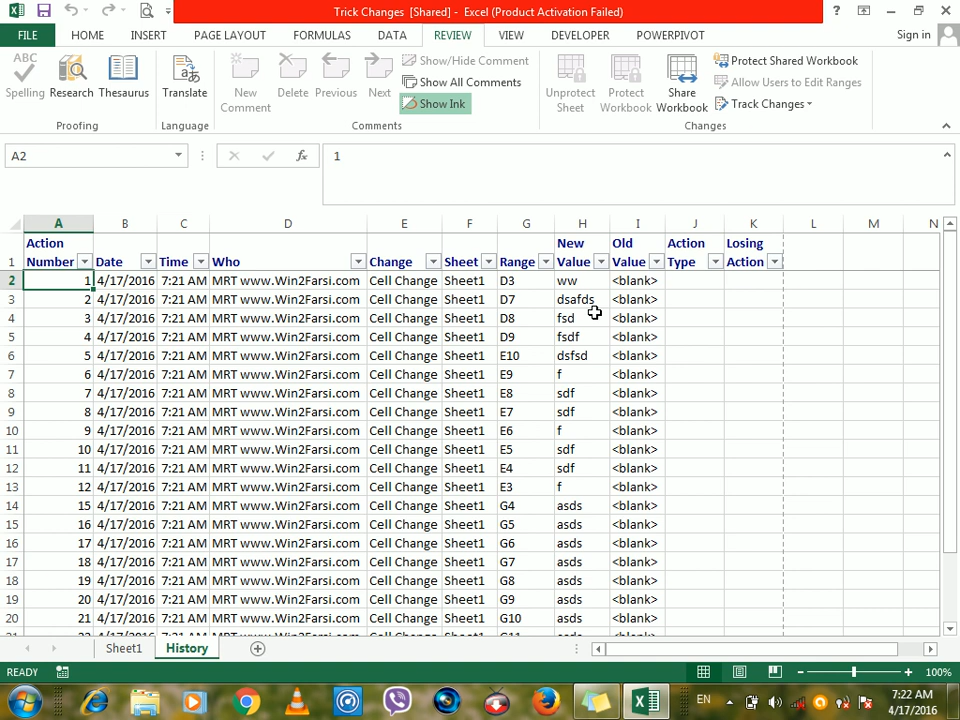 Trick Changes [Shared] - Excel (Product Activation Failed)
FILE HOME INSERT PAGE LAYOUT FORMULAS DATA REVIEW VIEW DEVELOPER POWERPIVOT Sign in
ABC
Spelling Research Thesaurus
Proofing
Translate
Language
New Comment Delete Previous Next
Show/Hide Comment
Show All Comments
Show Ink
Comments
Unprotect Sheet Protect Workbook Share Workbook
Protect Shared Workbook
Allow Users to Edit Ranges
Track Changes
Changes
A2 fx 1
A B C D E F G H I J K L M N
1 Action Number Date Time Who Change Sheet Range New Value Old Value Action Type Losing Action
2 1 4/17/2016 7:21 AM MRT www.Win2Farsi.com Cell Change Sheet1 D3 ww <blank>
3 2 4/17/2016 7:21 AM MRT www.Win2Farsi.com Cell Change Sheet1 D7 dsafds <blank>
4 3 4/17/2016 7:21 AM MRT www.Win2Farsi.com Cell Change Sheet1 D8 fsd <blank>
5 4 4/17/2016 7:21 AM MRT www.Win2Farsi.com Cell Change Sheet1 D9 fsdf <blank>
6 5 4/17/2016 7:21 AM MRT www.Win2Farsi.com Cell Change Sheet1 E10 dsfsd <blank>
7 6 4/17/2016 7:21 AM MRT www.Win2Farsi.com Cell Change Sheet1 E9 f <blank>
8 7 4/17/2016 7:21 AM MRT www.Win2Farsi.com Cell Change Sheet1 E8 sdf <blank>
9 8 4/17/2016 7:21 AM MRT www.Win2Farsi.com Cell Change Sheet1 E7 sdf <blank>
10 9 4/17/2016 7:21 AM MRT www.Win2Farsi.com Cell Change Sheet1 E6 f <blank>
11 10 4/17/2016 7:21 AM MRT www.Win2Farsi.com Cell Change Sheet1 E5 sdf <blank>
12 11 4/17/2016 7:21 AM MRT www.Win2Farsi.com Cell Change Sheet1 E4 sdf <blank>
13 12 4/17/2016 7:21 AM MRT www.Win2Farsi.com Cell Change Sheet1 E3 f <blank>
14 15 4/17/2016 7:21 AM MRT www.Win2Farsi.com Cell Change Sheet1 G4 asds <blank>
15 16 4/17/2016 7:21 AM MRT www.Win2Farsi.com Cell Change Sheet1 G5 asds <blank>
16 17 4/17/2016 7:21 AM MRT www.Win2Farsi.com Cell Change Sheet1 G6 asds <blank>
17 18 4/17/2016 7:21 AM MRT www.Win2Farsi.com Cell Change Sheet1 G7 asds <blank>
18 19 4/17/2016 7:21 AM MRT www.Win2Farsi.com Cell Change Sheet1 G8 asds <blank>
19 20 4/17/2016 7:21 AM MRT www.Win2Farsi.com Cell Change Sheet1 G9 asds <blank>
20 21 4/17/2016 7:21 AM MRT www.Win2Farsi.com Cell Change Sheet1 G10 asds <blank>
Sheet1 History
READY 100%
EN 7:22 AM
4/17/2016